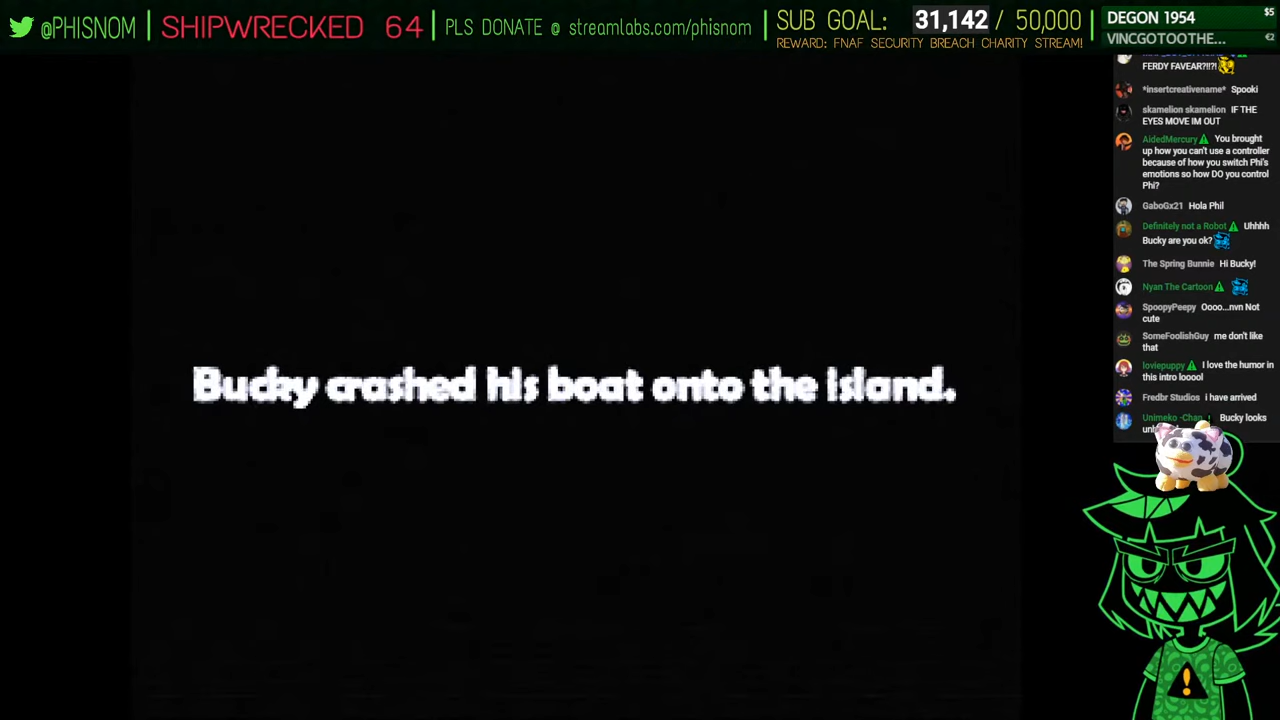 @PHISNOM
SHIPWRECKED 64
PLS DONATE @ streamlabs.com/phisnom
SUB GOAL: 31,142 / 50,000
REWARD: FNAF SECURITY BREACH CHARITY STREAM!
DEGON 1954 $5
VINCGOTOOTHE... €2
FERDY FAVEAR?!!?!
*insertcreativename* Spooki
skamelion skamelion IF THE
EYES MOVE IM OUT
AidedMercury You brought
up how you can't use a controller
because of how you switch Phi's
emotions so how DO you control
Phi?
GaboGx21 Hola Phil
Definitely not a Robot Uhhhh
Bucky are you ok?
The Spring Bunnie Hi Bucky!
Nyan The Cartoon
SpoopyPeepy Oooo...nvn Not
cute
SomeFoolishGuy me don't like
that
loviepuppy I love the humor in
this intro looool
Fredbr Studios i have arrived
Unimeko -Chan Bucky looks
Bucky crashed his boat onto the island.